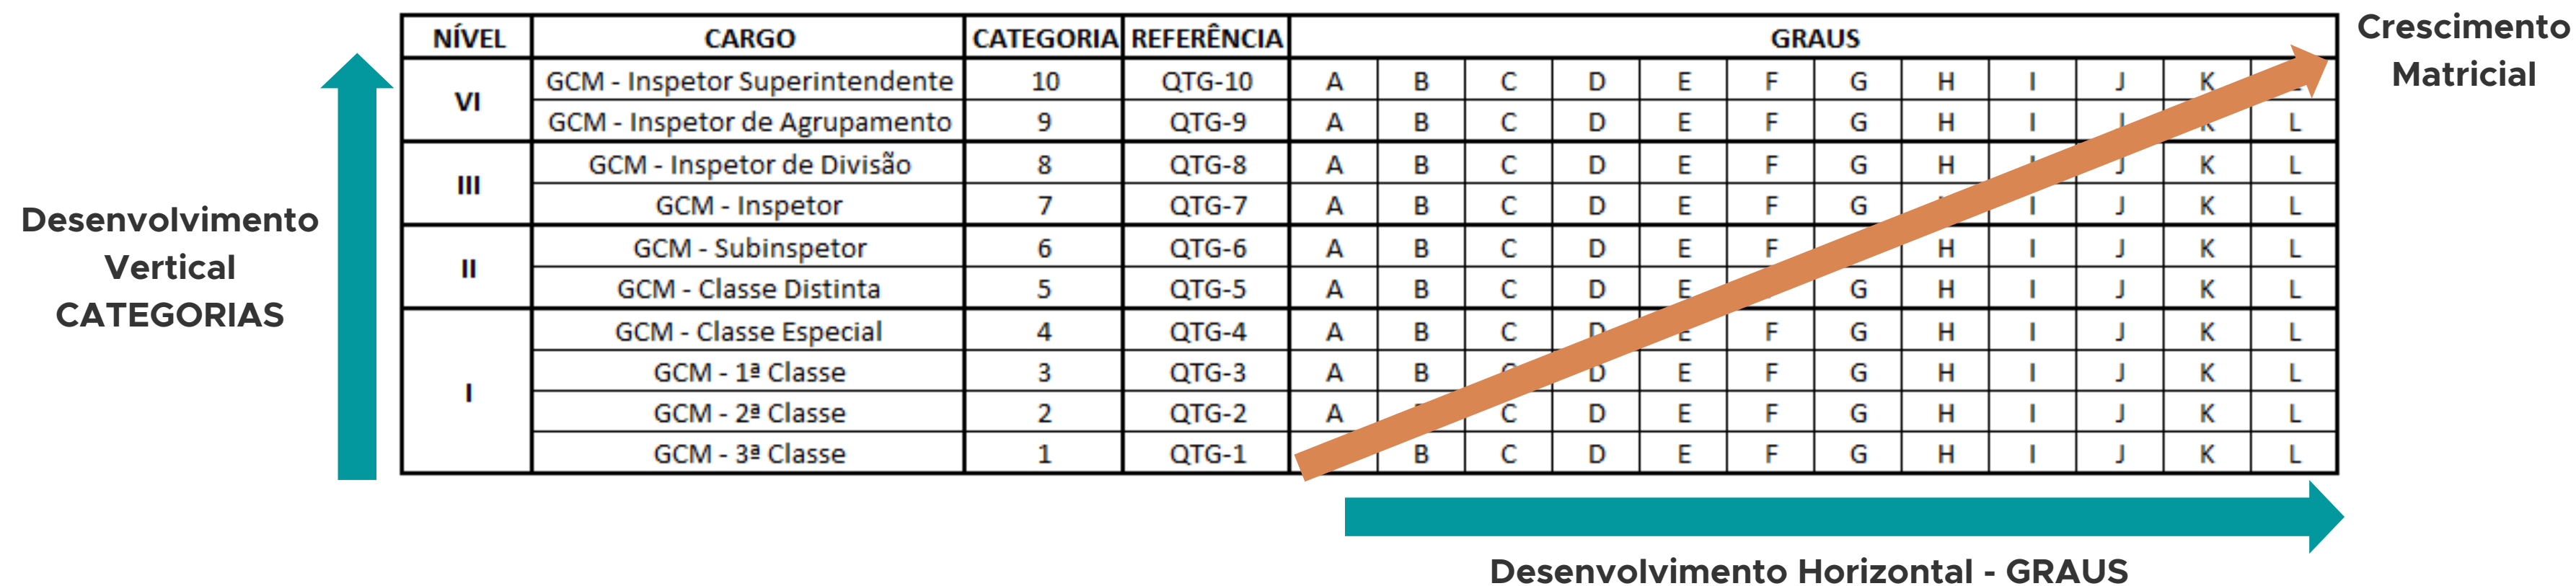 Crescimento
Matricial
NÍVEL CARGO CATEGORIA REFERÊNCIA GRAUS
VI
GCM - Inspetor Superintendente 10 QTG-10 A B C D E F G H I J K
GCM - Inspetor de Agrupamento 9 QTG-9 A B C D E F G H I J K L
III
GCM - Inspetor de Divisão 8 QTG-8 A B C D E F G H I J K L
GCM - Inspetor 7 QTG-7 A B C D E F G I J K L
II
GCM - Subinspetor 6 QTG-6 A B C D E F H I J K L
GCM - Classe Distinta 5 QTG-5 A B C D E G H I J K L
I
GCM - Classe Especial 4 QTG-4 A B C D E F G H I J K L
GCM - 1ª Classe 3 QTG-3 A B D E F G H I J K L
GCM - 2ª Classe 2 QTG-2 A C D E F G H I J K L
GCM - 3ª Classe 1 QTG-1 B C D E F G H I J K L
Desenvolvimento
Vertical
CATEGORIAS
Desenvolvimento Horizontal - GRAUS